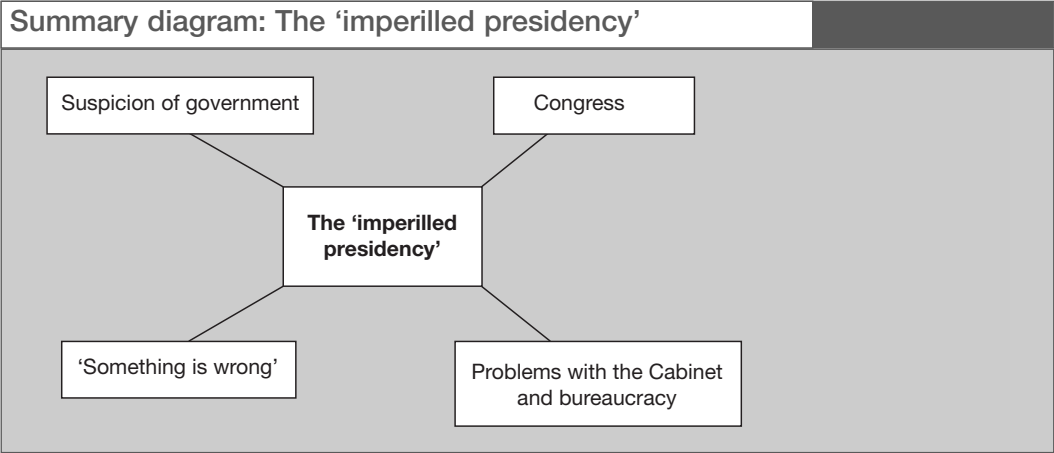 Summary diagram: The ‘imperilled presidency’
Suspicion of government
Congress
The ‘imperilled
presidency’
‘Something is wrong’
Problems with the Cabinet
and bureaucracy